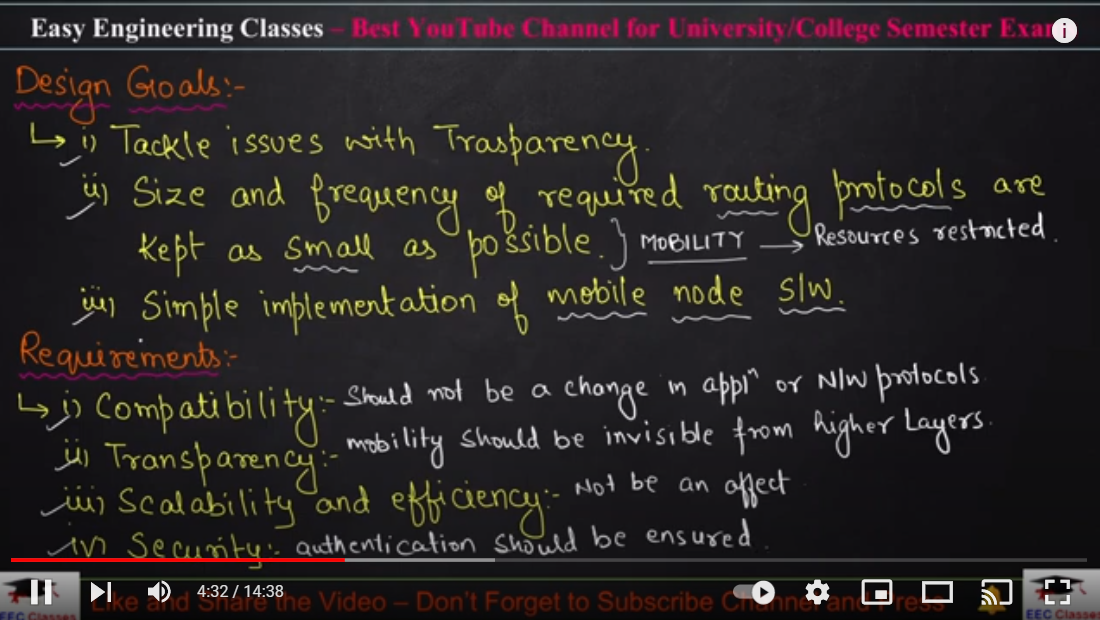 Easy Engineering Classes – Best YouTube Channel for University/College Semester Exam
Design Goals:-
↳ i) Tackle issues with Trasparency.
ii) Size and frequency of required routing protocols are
kept as small as possible. } MOBILITY → Resources restricted.
iii) Simple implementation of mobile node S/W.
Requirements:-
↳ i) Compatibility:- Should not be a change in applⁿ or N/W protocols.
ii) Transparency:- mobility should be invisible from higher Layers.
iii) Scalability and efficiency:- Not be an affect
iv) Security:- authentication should be ensured.
4:32 / 14:38
Like and Share the Video – Don't Forget to Subscribe Channel and Press
EEC Classes
EEC Classes